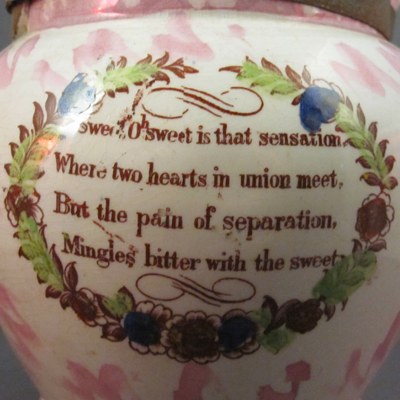 Sweet, Oh sweet is that sensation,
Where two hearts in union meet,
But the pain of separation,
Mingles bitter with the sweet.